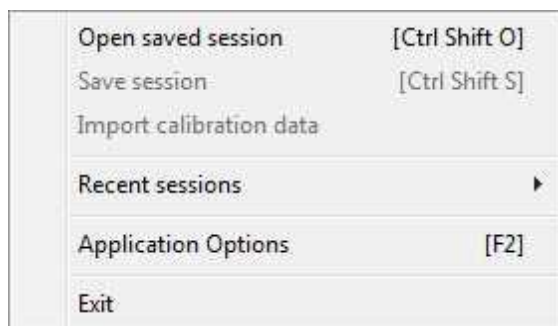 Open saved session [Ctrl Shift O]
Save session [Ctrl Shift S]
Import calibration data
Recent sessions
Application Options [F2]
Exit